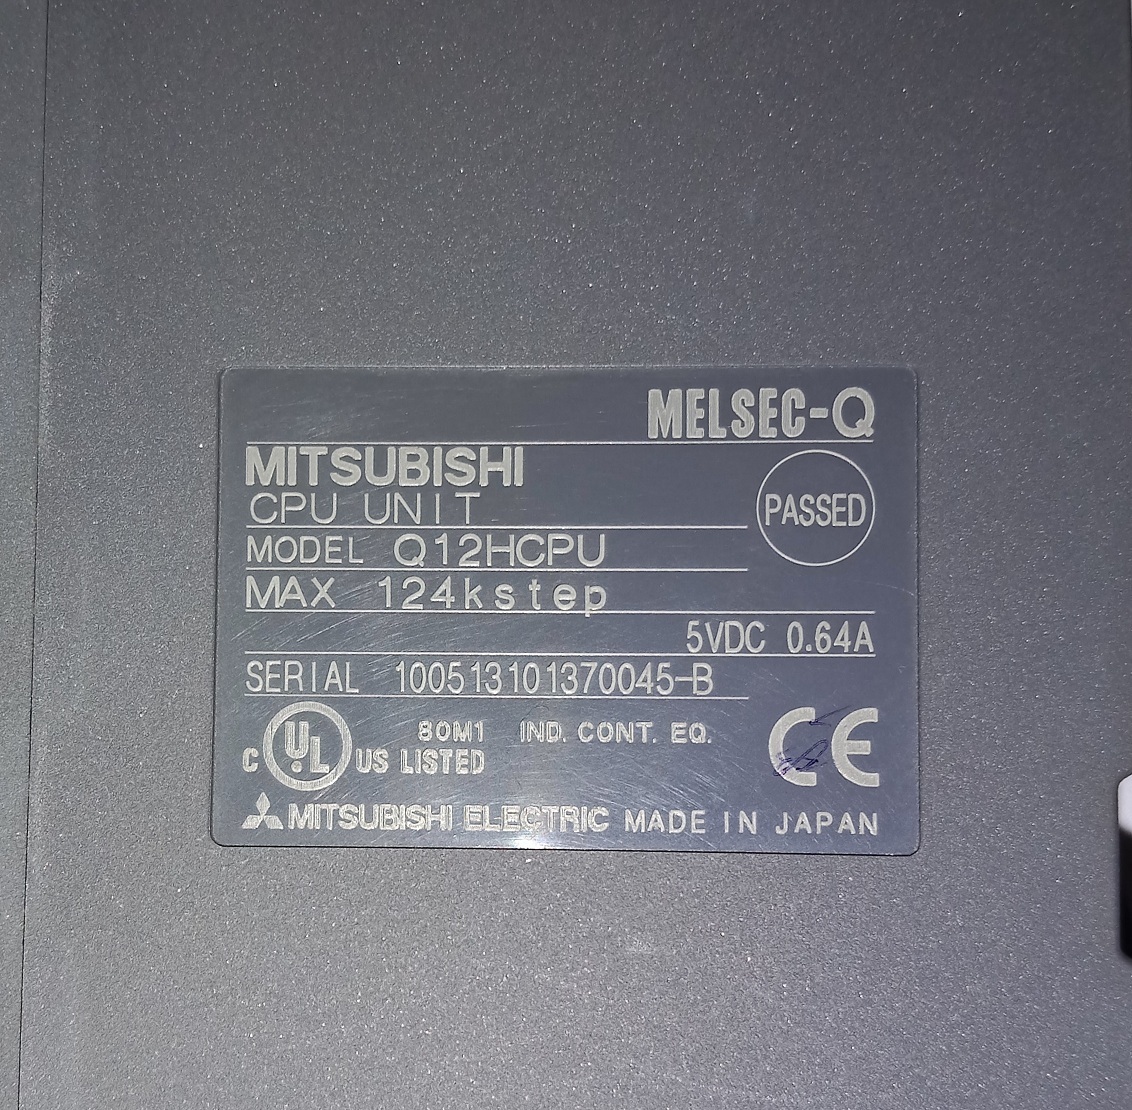 MELSEC-Q
MITSUBISHI
CPU UNIT
PASSED
MODEL Q12HCPU
MAX 124kstep
5VDC 0.64A
SERIAL 100513101370045-B
C UL US LISTED
80M1 IND. CONT. EQ.
CE
MITSUBISHI ELECTRIC MADE IN JAPAN